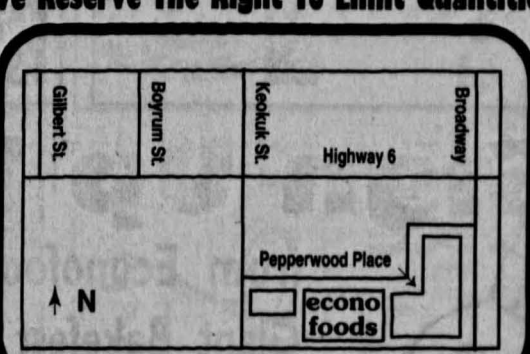 We Reserve The Right To Limit
Gilbert St.
Boyrum St.
Keokuk St.
Broadway
Highway 6
Pepperwood Place
N
econo
foods